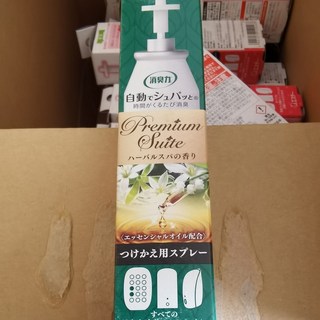 消臭力
自動でシュパッと
時間がくるたび消臭
Premium
Suite
ハーバルスパの香り
〈エッセンシャルオイル配合〉
つけかえ用スプレー
すべての